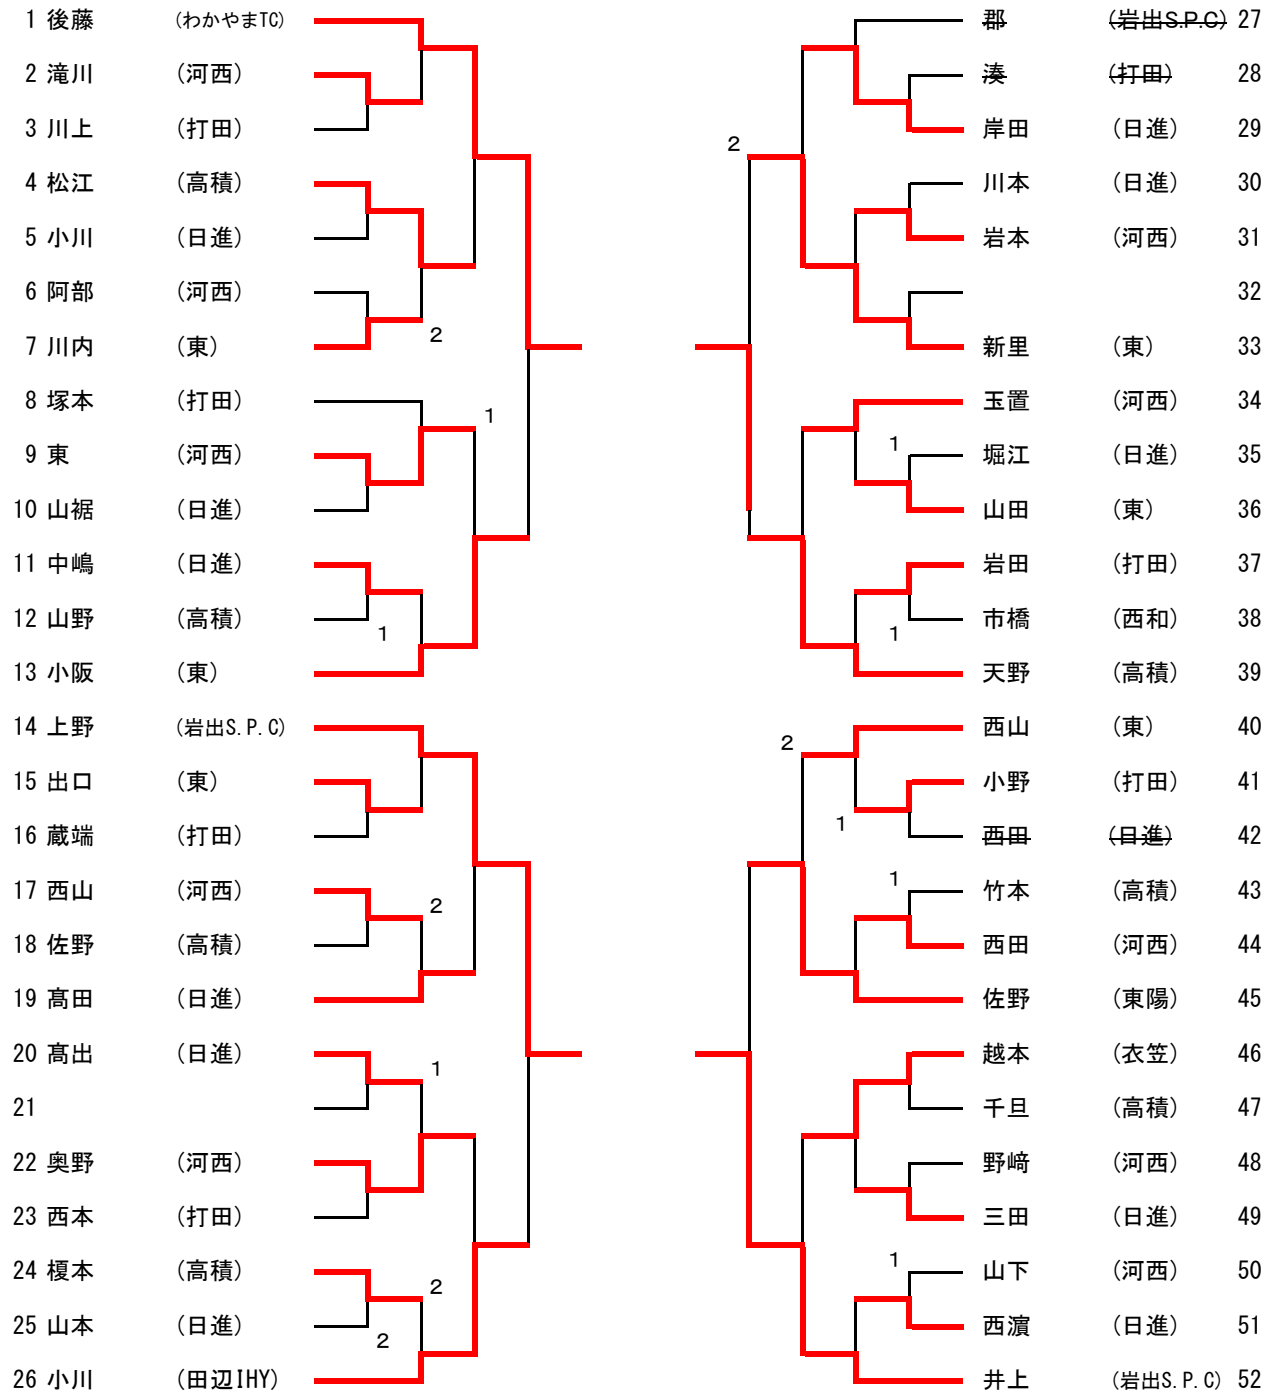 1 後藤 (わかやまTC)
2 滝川 (河西)
3 川上 (打田)
4 松江 (高積)
5 小川 (日進)
6 阿部 (河西)
2
7 川内 (東)
8 塚本 (打田)
1
9 東 (河西)
10 山裾 (日進)
11 中嶋 (日進)
12 山野 (高積)
1
13 小阪 (東)
14 上野 (岩出S.P.C)
15 出口 (東)
16 蔵端 (打田)
17 西山 (河西)
2
18 佐野 (高積)
19 髙田 (日進)
20 髙出 (日進)
1
21
22 奥野 (河西)
23 西本 (打田)
24 榎本 (高積)
2
25 山本 (日進)
2
26 小川 (田辺IHY)
郡 (岩出S.P.C) 27
湊 (打田) 28
岸田 (日進) 29
2
川本 (日進) 30
岩本 (河西) 31
32
新里 (東) 33
玉置 (河西) 34
1
堀江 (日進) 35
山田 (東) 36
岩田 (打田) 37
市橋 (西和) 38
1
天野 (高積) 39
西山 (東) 40
2
小野 (打田) 41
1
西田 (日進) 42
1
竹本 (高積) 43
西田 (河西) 44
佐野 (東陽) 45
越本 (衣笠) 46
千旦 (高積) 47
野﨑 (河西) 48
三田 (日進) 49
1
山下 (河西) 50
西濵 (日進) 51
井上 (岩出S.P.C) 52